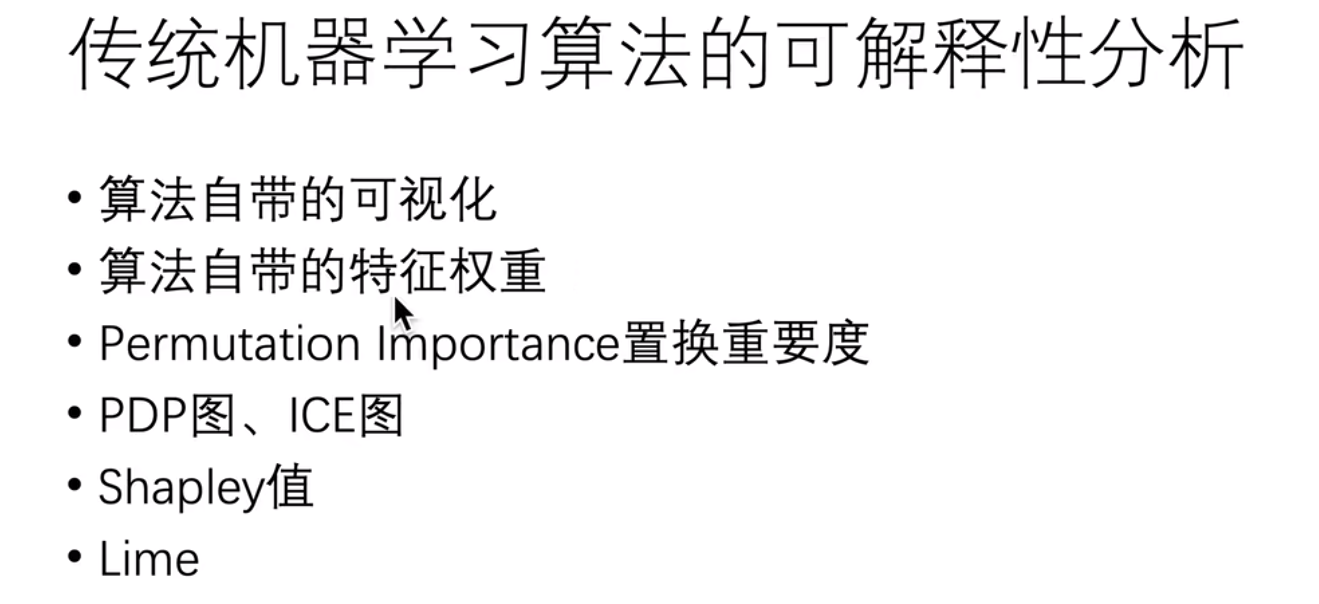 传统机器学习算法的可解释性分析
• 算法自带的可视化
• 算法自带的特征权重
• Permutation Importance置换重要度
• PDP图、ICE图
• Shapley值
• Lime